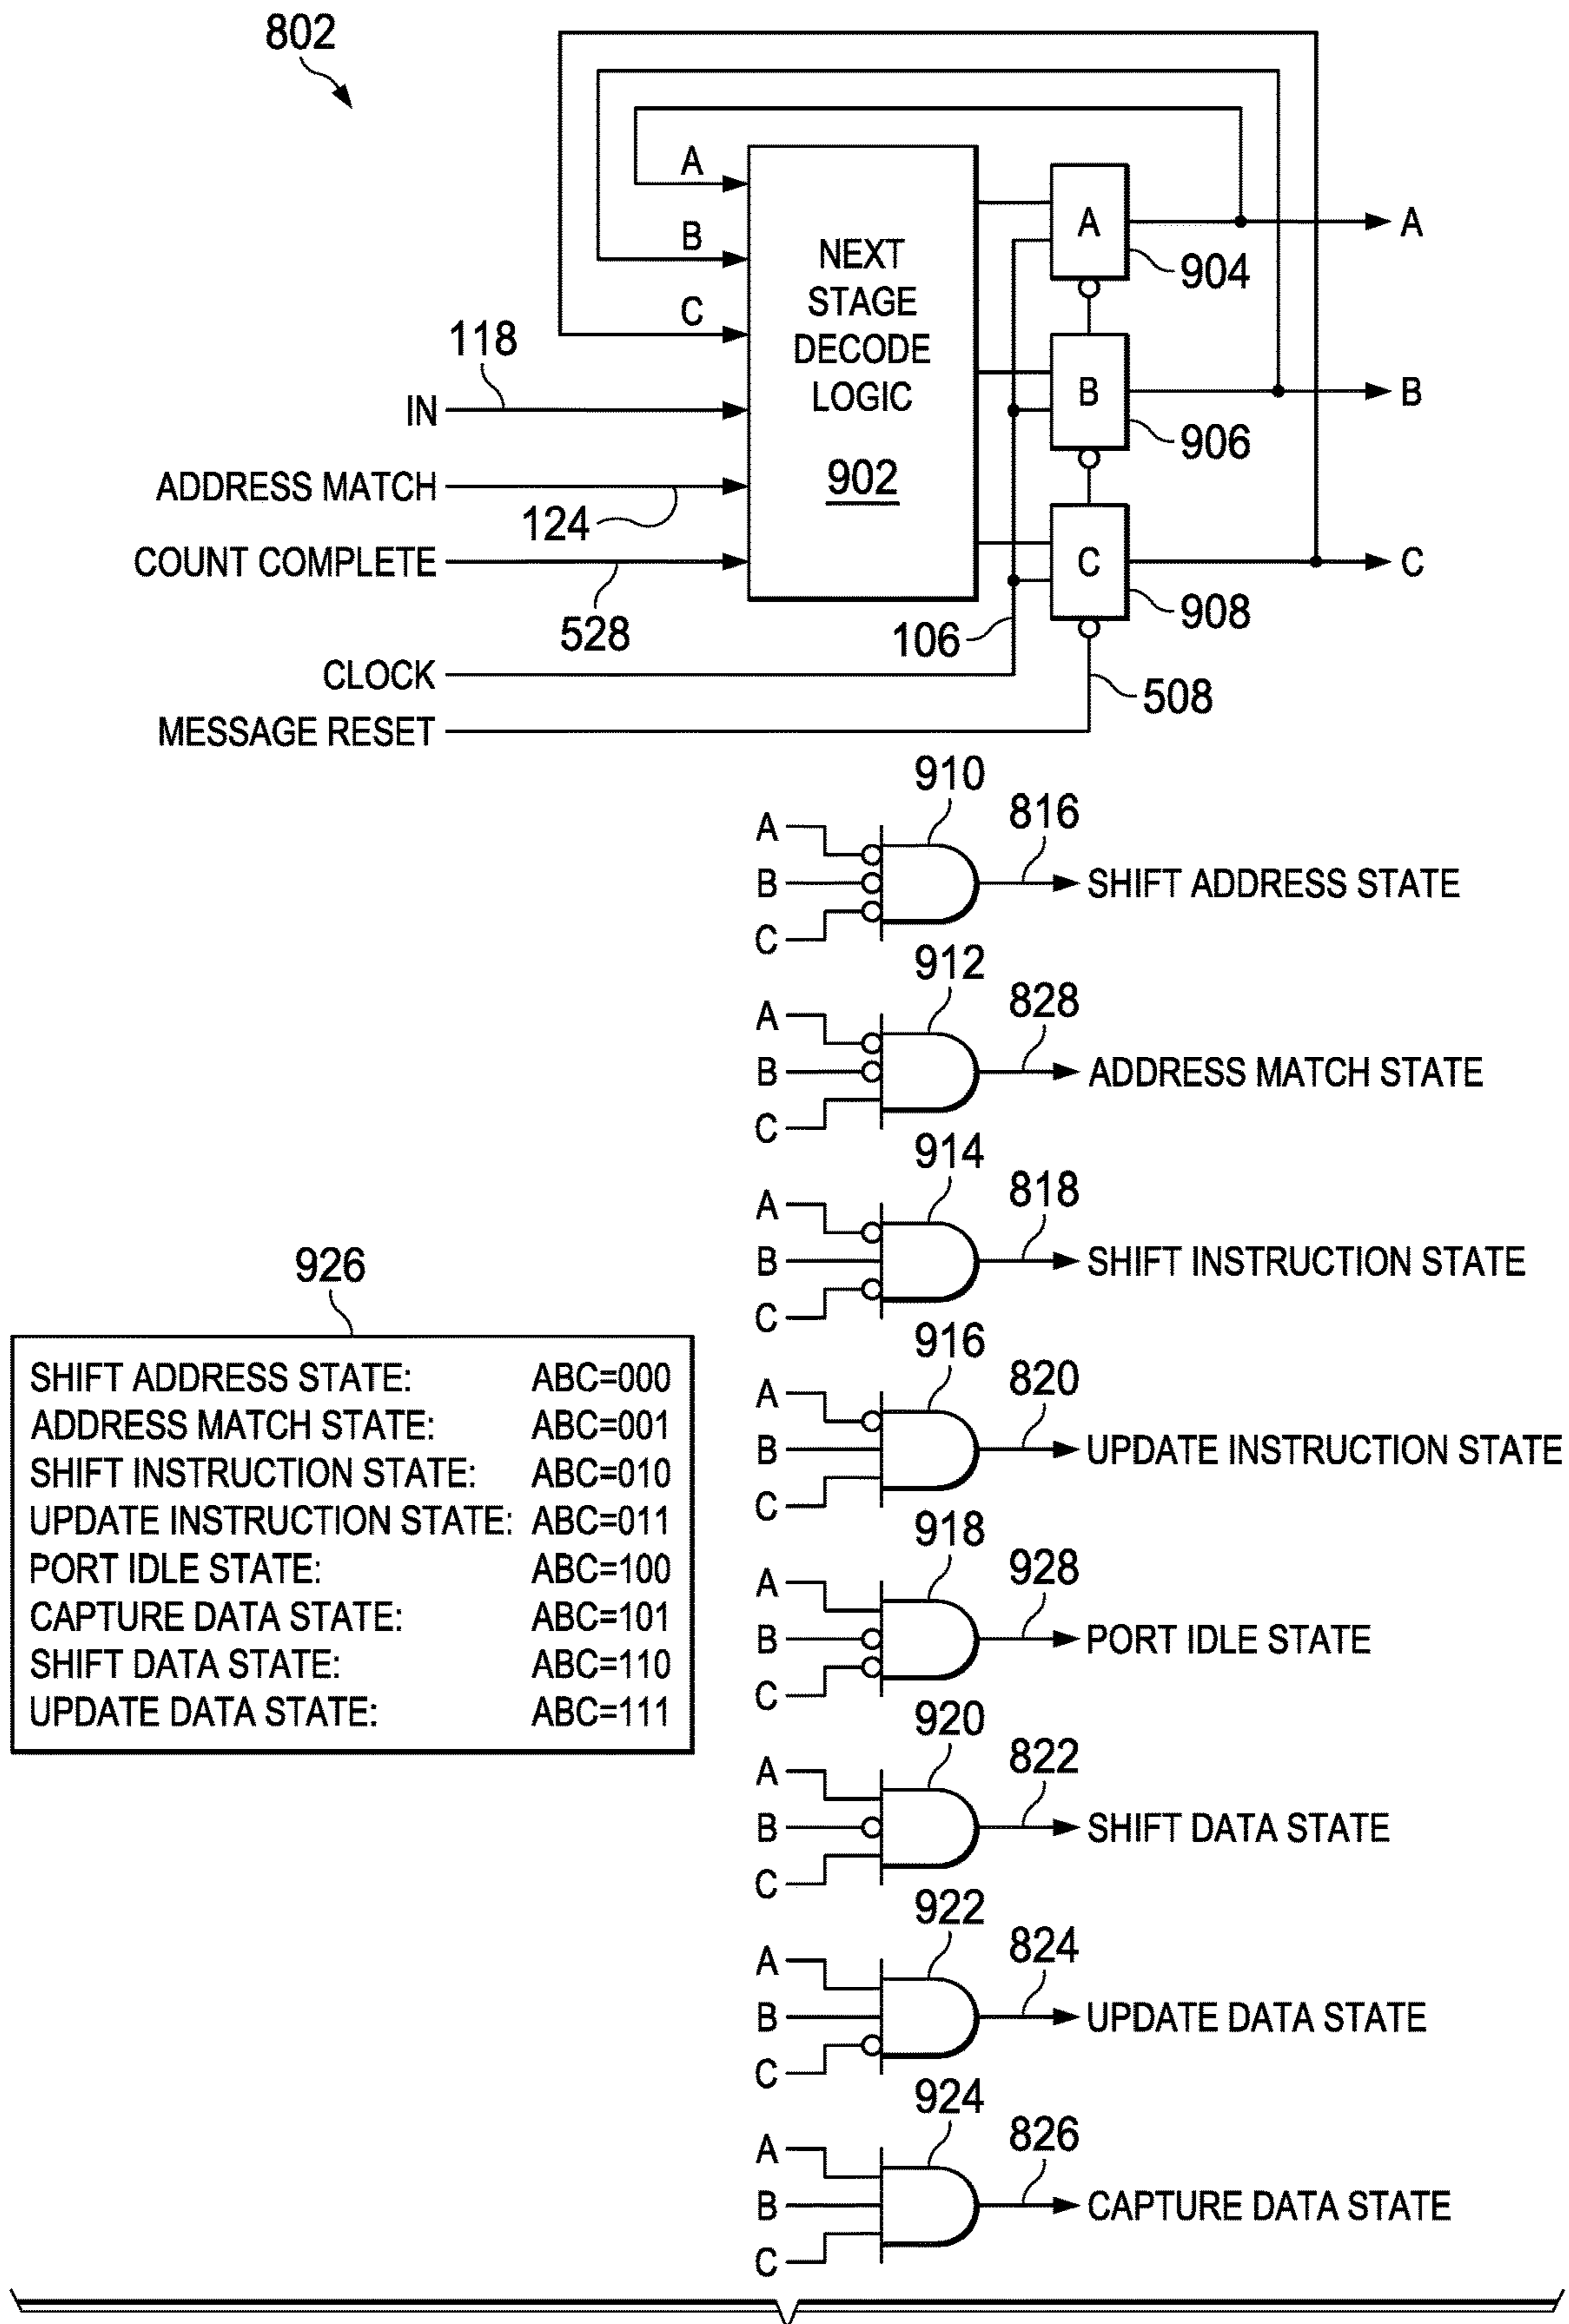 802
A
B
C
NEXT
STAGE
DECODE
LOGIC
902
A
A
904
118
IN
B
B
906
ADDRESS MATCH
124
COUNT COMPLETE
528
C
C
908
106
CLOCK
508
MESSAGE RESET
910
A
B
C
816
SHIFT ADDRESS STATE
912
A
B
C
828
ADDRESS MATCH STATE
914
A
B
C
818
SHIFT INSTRUCTION STATE
926
SHIFT ADDRESS STATE: ABC=000
ADDRESS MATCH STATE: ABC=001
SHIFT INSTRUCTION STATE: ABC=010
UPDATE INSTRUCTION STATE: ABC=011
PORT IDLE STATE: ABC=100
CAPTURE DATA STATE: ABC=101
SHIFT DATA STATE: ABC=110
UPDATE DATA STATE: ABC=111
916
A
B
C
820
UPDATE INSTRUCTION STATE
918
A
B
C
928
PORT IDLE STATE
920
A
B
C
822
SHIFT DATA STATE
922
A
B
C
824
UPDATE DATA STATE
924
A
B
C
826
CAPTURE DATA STATE